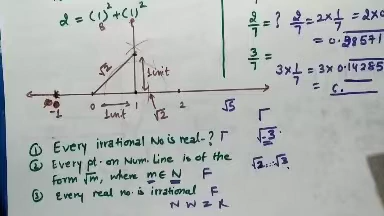 2 = (1)² + (1)²
√2
1 unit
-1 0 1 2
1 unit
√2
√3
① Every irrational No is real-? Γ
② Every pt. on Num. Line is of the
form √m, where m ∈ N F
③ Every real no. is irrational F
N W Z R
2/7 = ? 2/7 = 2 × 1/7 = 2 × 0
= 0.28571
3/7 =
3 × 1/7 = 3 × 0.14285
= 0.
Γ
√-3
√2 ... √3